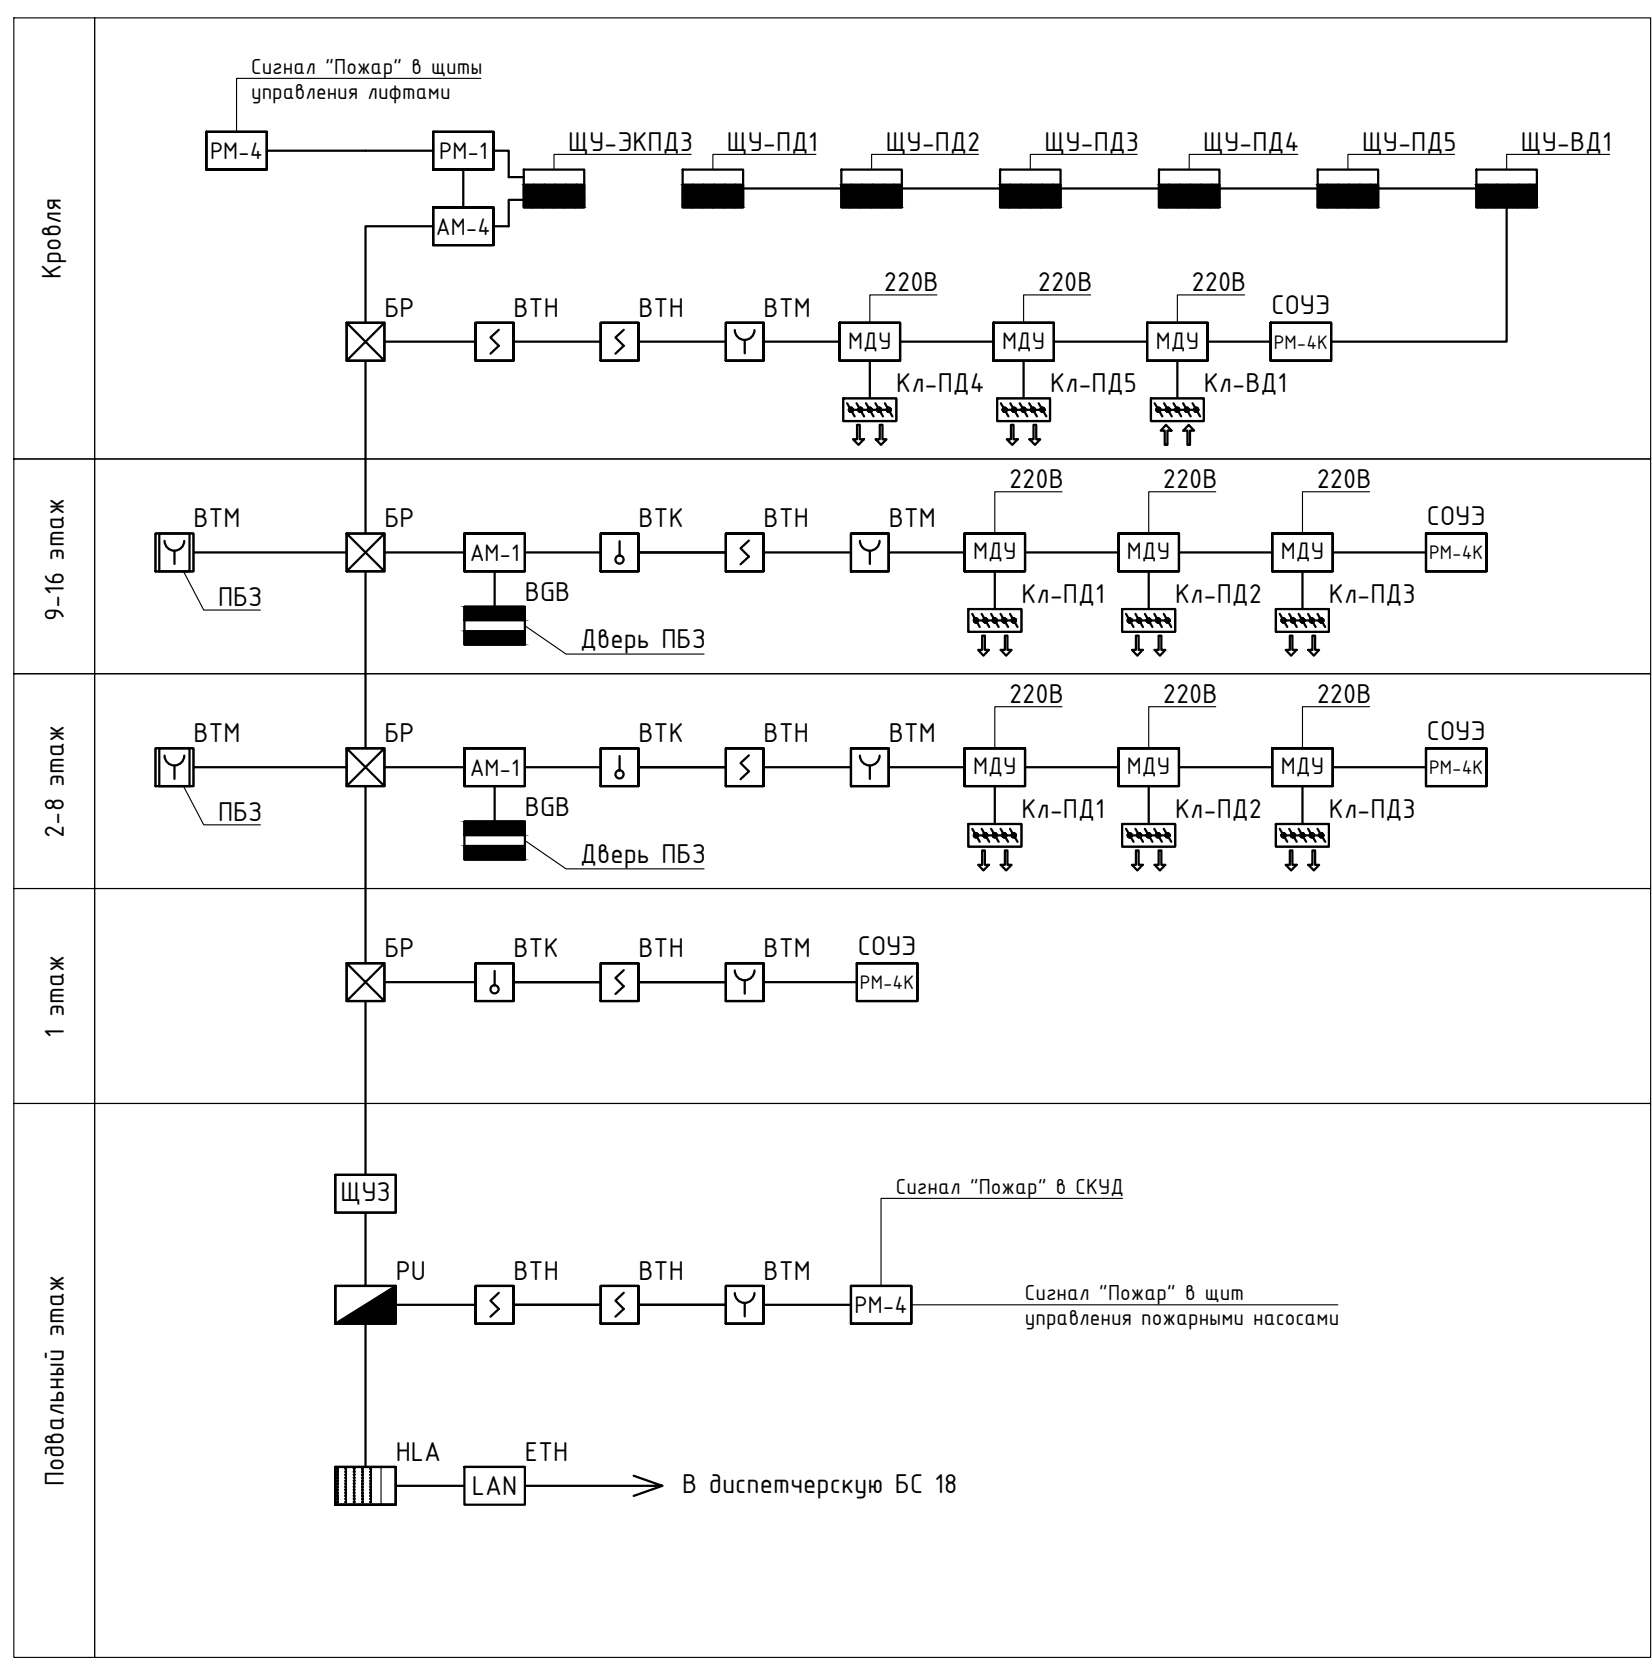 Кровля
Сигнал "Пожар" в щиты
управления лифтами
РМ-4
РМ-1
АМ-4
ЩУ-ЭКПД3
ЩУ-ПД1
ЩУ-ПД2
ЩУ-ПД3
ЩУ-ПД4
ЩУ-ПД5
ЩУ-ВД1
БР
ВТН
ВТН
ВТМ
220В
МДУ
Кл-ПД4
220В
МДУ
Кл-ПД5
220В
МДУ
Кл-ВД1
СОУЭ
РМ-4К
9-16 этаж
ВТМ
ПБЗ
БР
АМ-1
BGB
Дверь ПБЗ
ВТК
ВТН
ВТМ
220В
МДУ
Кл-ПД1
220В
МДУ
Кл-ПД2
220В
МДУ
Кл-ПД3
СОУЭ
РМ-4К
2-8 этаж
ВТМ
ПБЗ
БР
АМ-1
BGB
Дверь ПБЗ
ВТК
ВТН
ВТМ
220В
МДУ
Кл-ПД1
220В
МДУ
Кл-ПД2
220В
МДУ
Кл-ПД3
СОУЭ
РМ-4К
1 этаж
БР
ВТК
ВТН
ВТМ
СОУЭ
РМ-4К
Подвальный этаж
ЩУЗ
PU
ВТН
ВТН
ВТМ
РМ-4
Сигнал "Пожар" в СКУД
Сигнал "Пожар" в щит
управления пожарными насосами
HLA
ETH
LAN
В диспетчерскую БС 18